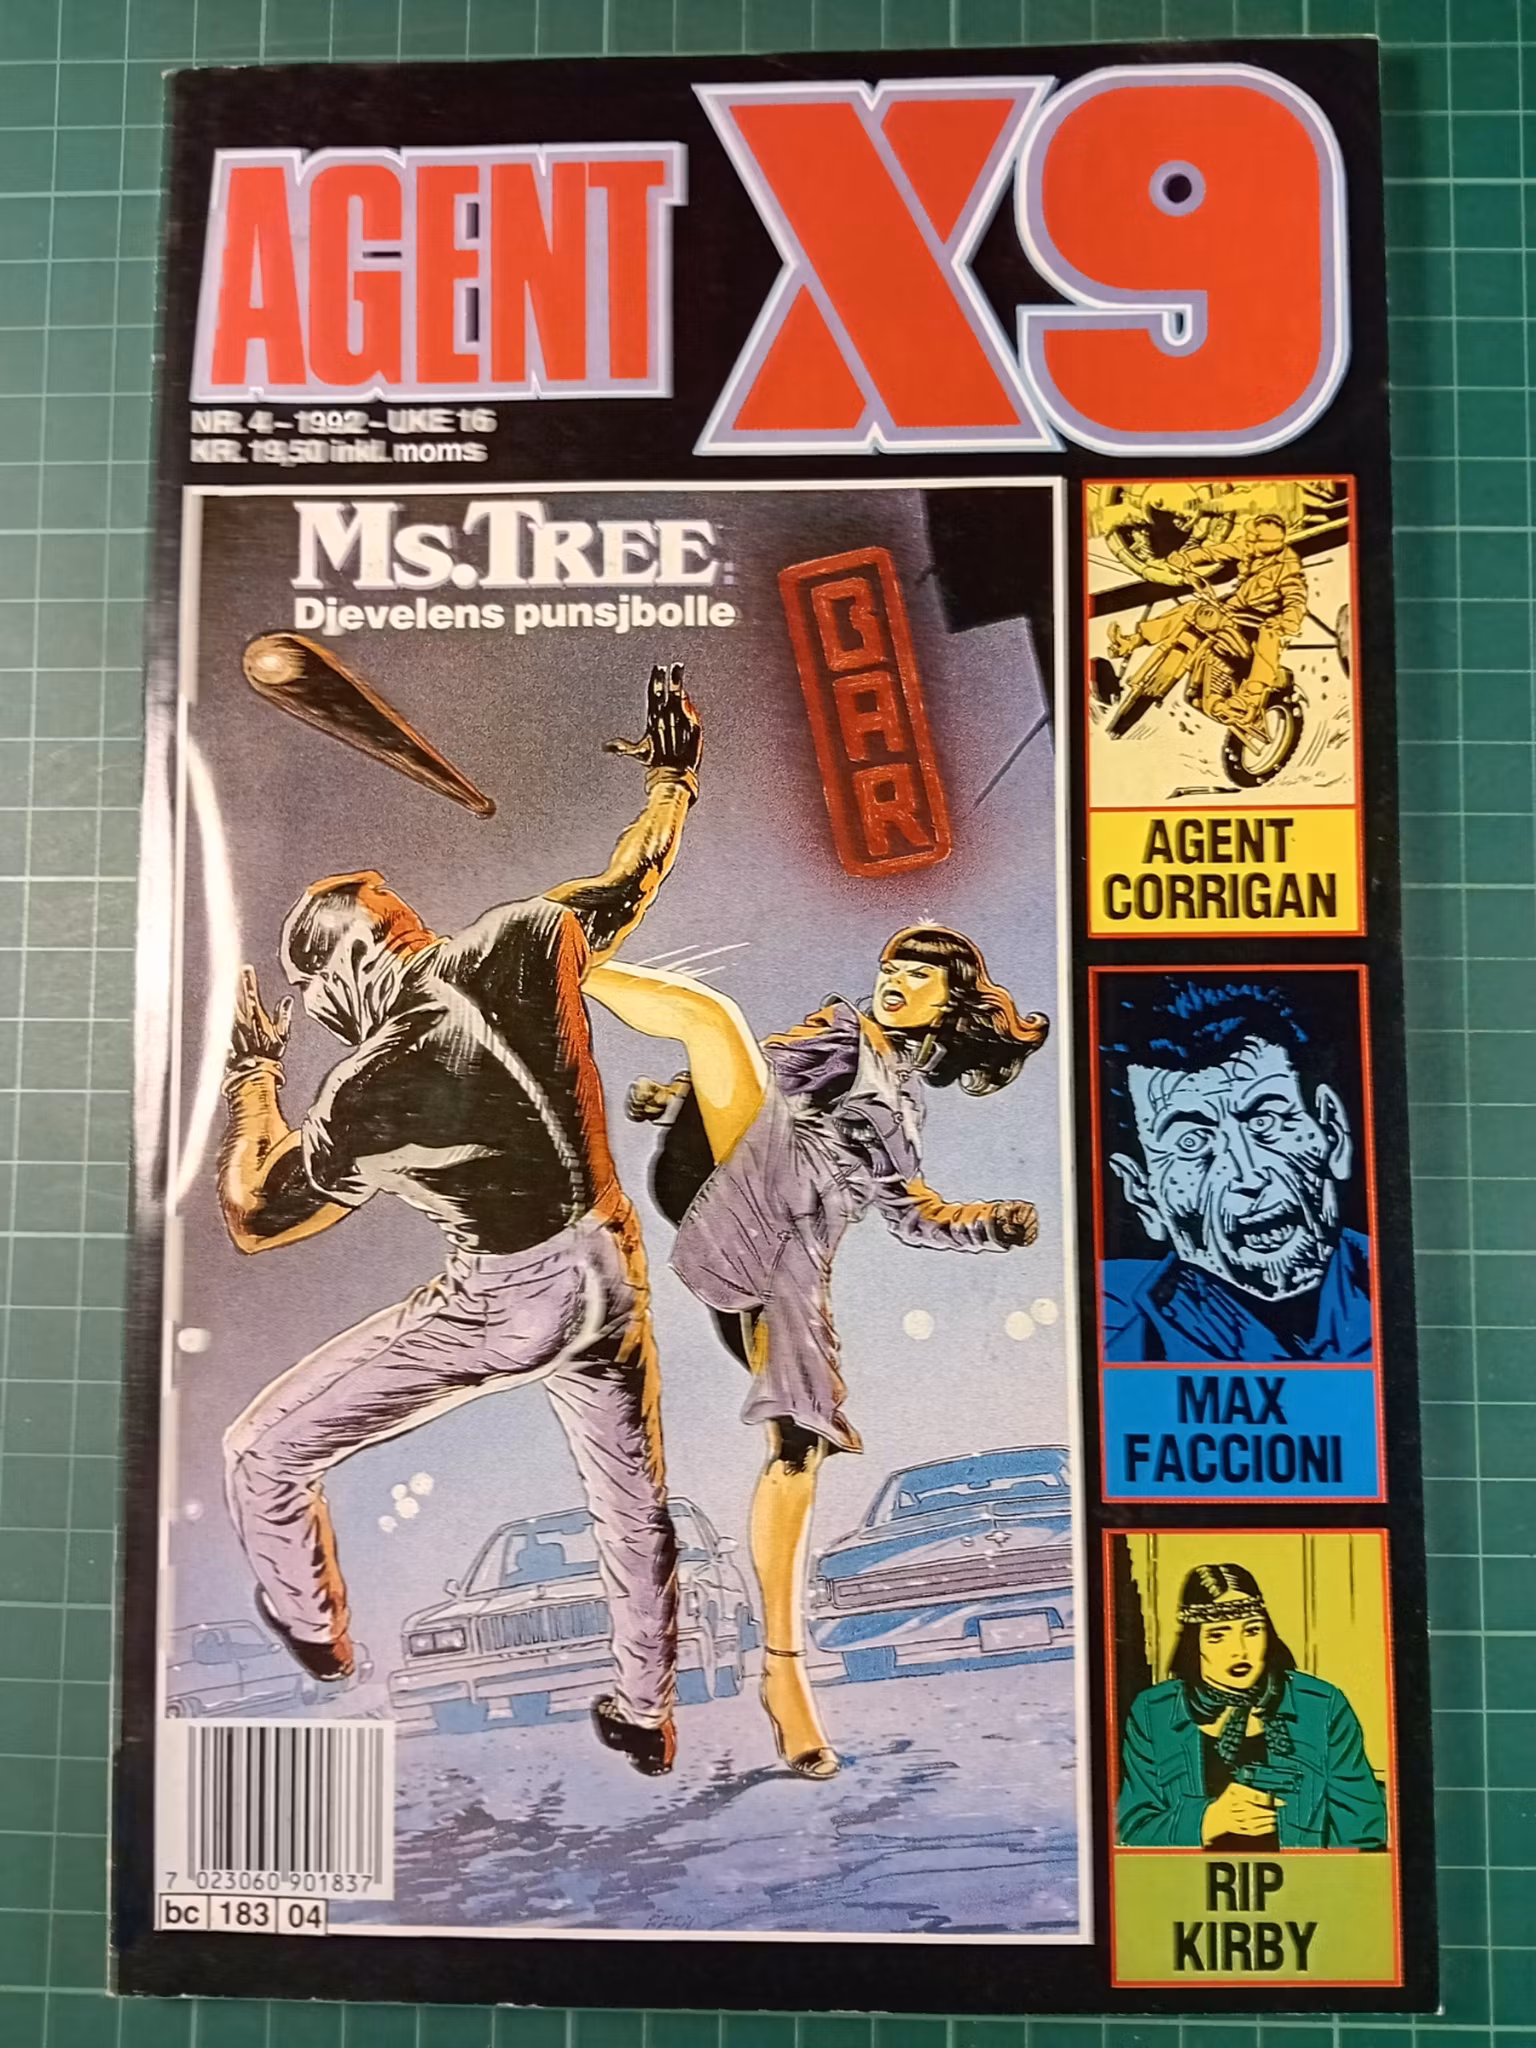 AGENT X9
NR. 4 - 1992 - UKE 16
KR. 19,50 inkl. moms
Ms. TREE:
Djevelens punsjbolle
BAR
AGENT
CORRIGAN
MAX
FACCIONI
RIP
KIRBY
7 023060 901837
bc 183 04